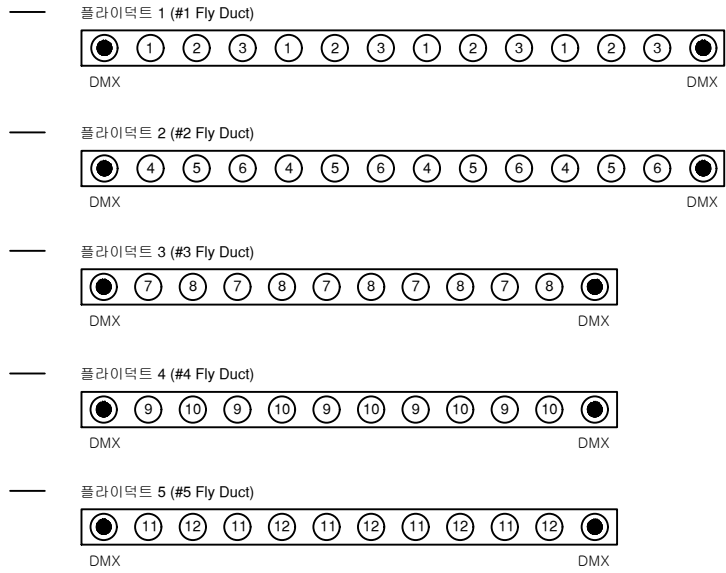 플라이덕트 1 (#1 Fly Duct)
1 2 3 1 2 3 1 2 3 1 2 3
DMX DMX
플라이덕트 2 (#2 Fly Duct)
4 5 6 4 5 6 4 5 6 4 5 6
DMX DMX
플라이덕트 3 (#3 Fly Duct)
7 8 7 8 7 8 7 8 7 8
DMX DMX
플라이덕트 4 (#4 Fly Duct)
9 10 9 10 9 10 9 10 9 10
DMX DMX
플라이덕트 5 (#5 Fly Duct)
11 12 11 12 11 12 11 12 11 12
DMX DMX